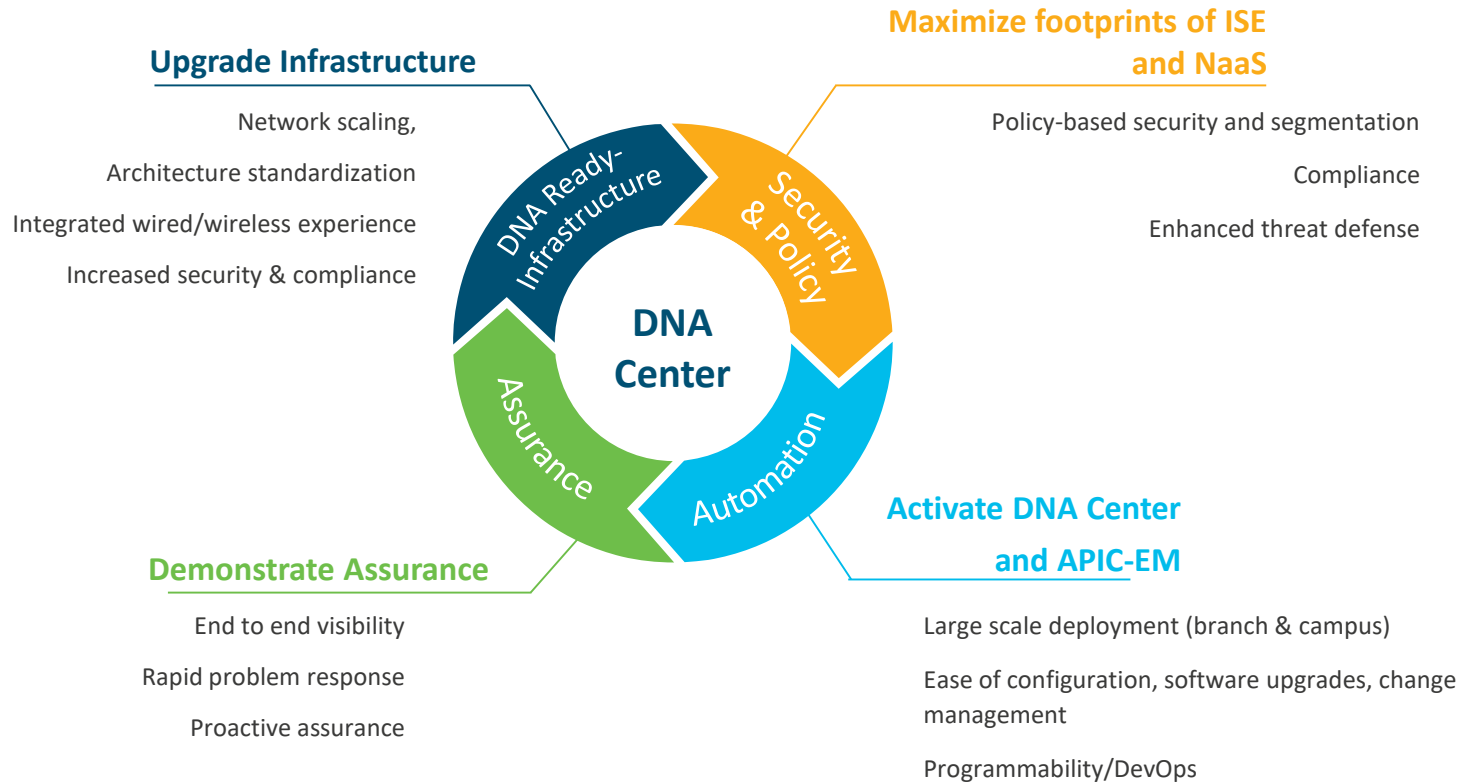 Upgrade Infrastructure
Network scaling,
Architecture standardization
Integrated wired/wireless experience
Increased security & compliance
Maximize footprints of ISE
and NaaS
Policy-based security and segmentation
Compliance
Enhanced threat defense
DNA Ready-
Infrastructure
Security
& Policy
DNA
Center
Assurance
Automation
Demonstrate Assurance
End to end visibility
Rapid problem response
Proactive assurance
Activate DNA Center
and APIC-EM
Large scale deployment (branch & campus)
Ease of configuration, software upgrades, change
management
Programmability/DevOps